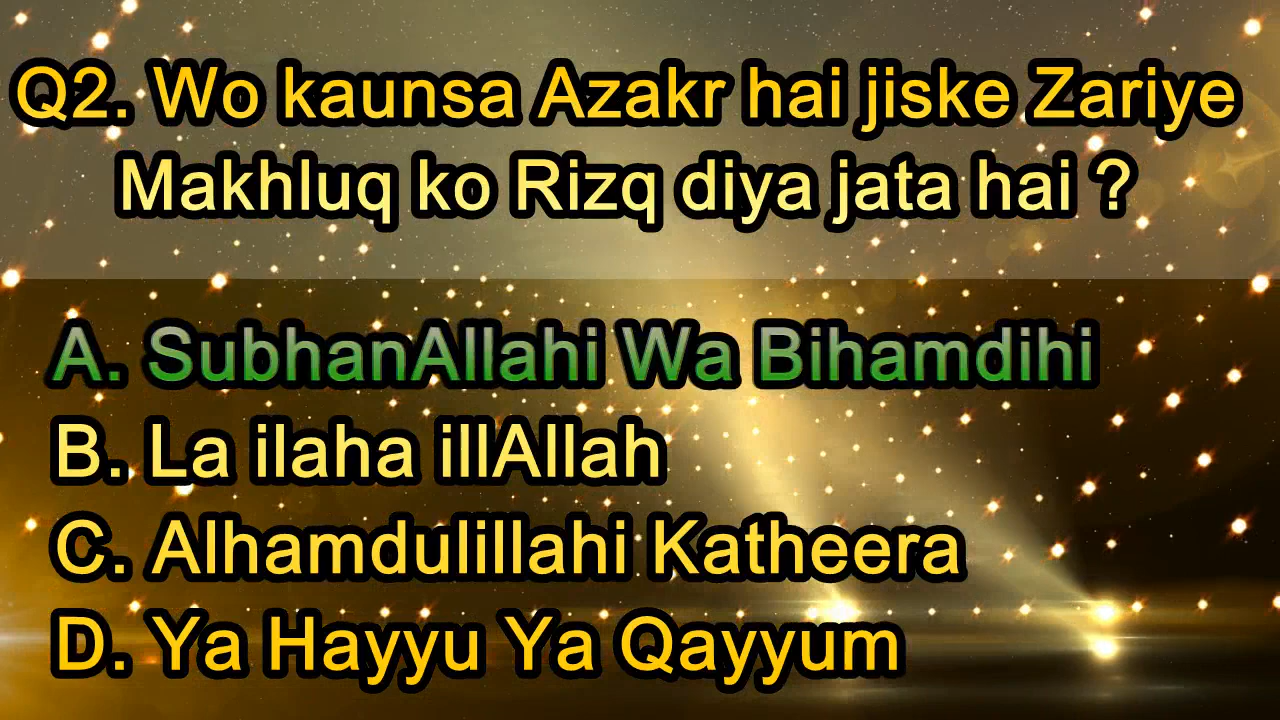 Q2. Wo kaunsa Azakr hai jiske Zariye
Makhluq ko Rizq diya jata hai ?
A. SubhanAllahi Wa Bihamdihi
B. La ilaha illAllah
C. Alhamdulillahi Katheera
D. Ya Hayyu Ya Qayyum